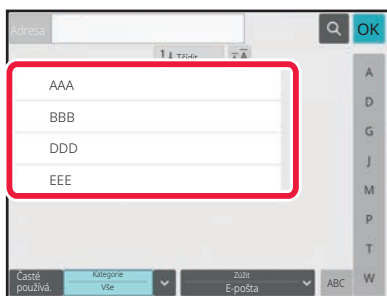 Adresa
OK
Třídit
AAA
BBB
DDD
EEE
A
D
G
J
M
P
T
W
Časté používá.
Kategorie
Vše
Zúžit
E-pošta
ABC